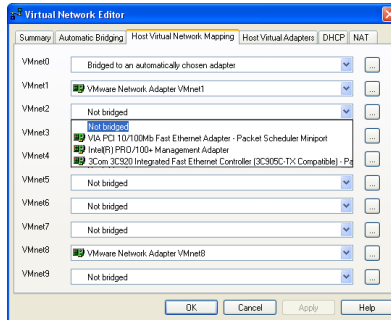 Virtual Network Editor
Summary Automatic Bridging Host Virtual Network Mapping Host Virtual Adapters DHCP NAT
VMnet0 Bridged to an automatically chosen adapter ...
VMnet1 VMware Network Adapter VMnet1 ...
VMnet2 Not bridged ...
Not bridged
VMnet3 VIA PCI 10/100Mb Fast Ethernet Adapter - Packet Scheduler Miniport ...
Intel(R) PRO/100+ Management Adapter
VMnet4 3Com 3C920 Integrated Fast Ethernet Controller (3C905C-TX Compatible) - Pa ...
VMnet5 Not bridged ...
VMnet6 Not bridged ...
VMnet7 Not bridged ...
VMnet8 VMware Network Adapter VMnet8 ...
VMnet9 Not bridged ...
OK Cancel Apply Help